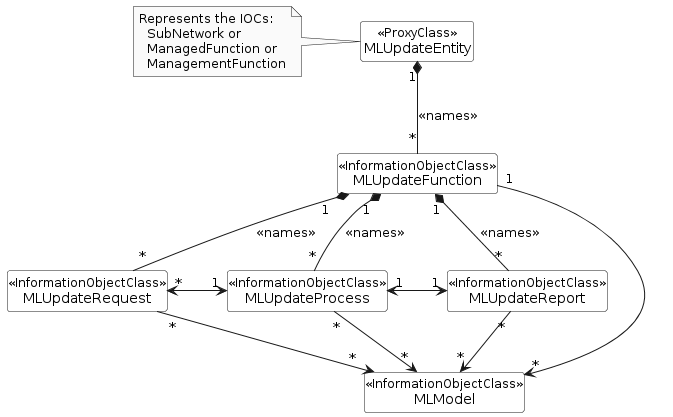 Represents the IOCs:
SubNetwork or
ManagedFunction or
ManagementFunction
«ProxyClass»
MLUpdateEntity
1
«names»
*
«InformationObjectClass»
MLUpdateFunction
1
1
1
1
«names»
«names»
«names»
*
*
*
«InformationObjectClass»
MLUpdateRequest
* 1
«InformationObjectClass»
MLUpdateProcess
1 1
«InformationObjectClass»
MLUpdateReport
*
*
*
*
*
*
*
«InformationObjectClass»
MLModel